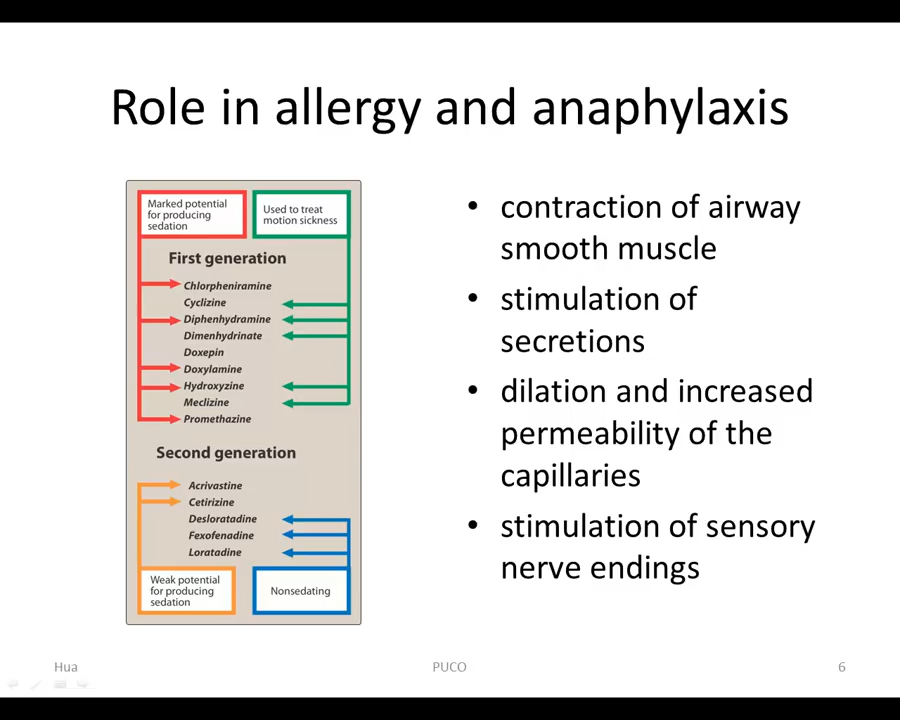 Role in allergy and anaphylaxis
Marked potential
for producing
sedation
Used to treat
motion sickness
First generation
Chlorpheniramine
Cyclizine
Diphenhydramine
Dimenhydrinate
Doxepin
Doxylamine
Hydroxyzine
Meclizine
Promethazine
Second generation
Acrivastine
Cetirizine
Desloratadine
Fexofenadine
Loratadine
Weak potential
for producing
sedation
Nonsedating
• contraction of airway
smooth muscle
• stimulation of
secretions
• dilation and increased
permeability of the
capillaries
• stimulation of sensory
nerve endings
Hua
PUCO
6